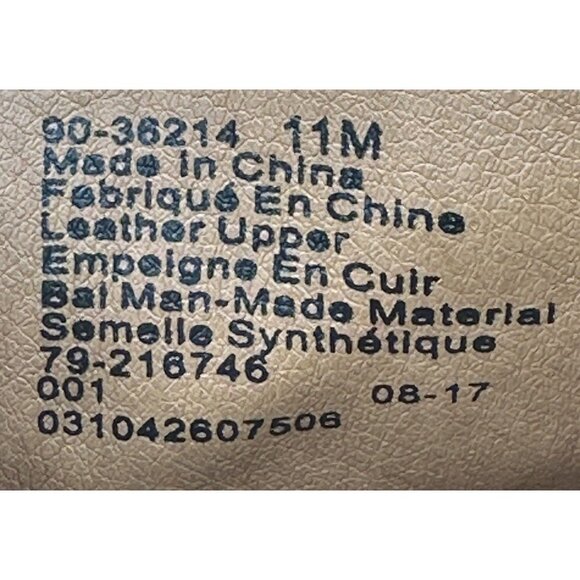 90-36214 11M
Made In China
Fabriqué En Chine
Leather Upper
Empeigne En Cuir
Bal Man-Made Material
Semelle Synthétique
79-216746
001 08-17
031042607506